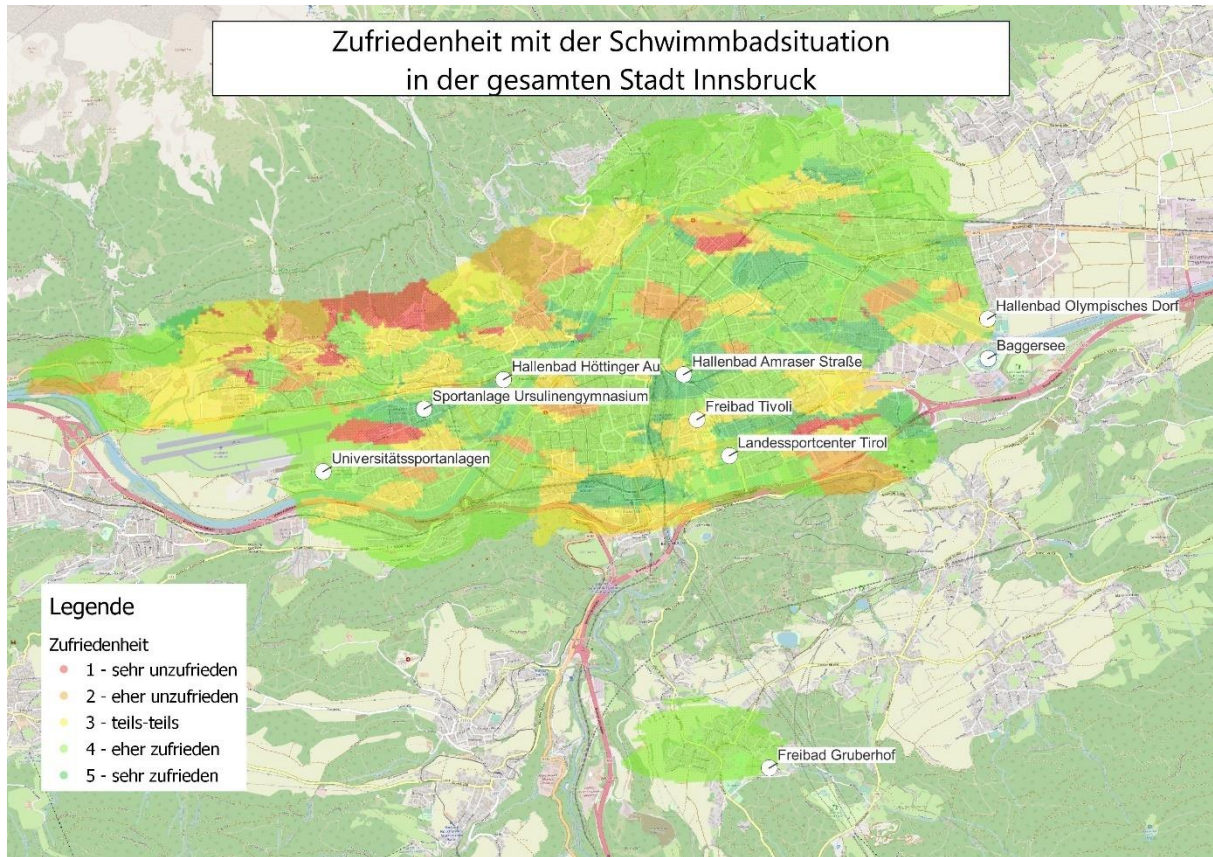 Zufriedenheit mit der Schwimmbadsituation
in der gesamten Stadt Innsbruck
Hallenbad Olympisches Dorf
Baggersee
Hallenbad Höttinger Au
Hallenbad Amraser Straße
Sportanlage Ursulinengymnasium
Freibad Tivoli
Landessportcenter Tirol
Universitätssportanlagen
Legende
Zufriedenheit
1 - sehr unzufrieden
2 - eher unzufrieden
3 - teils-teils
4 - eher zufrieden
5 - sehr zufrieden
Freibad Gruberhof